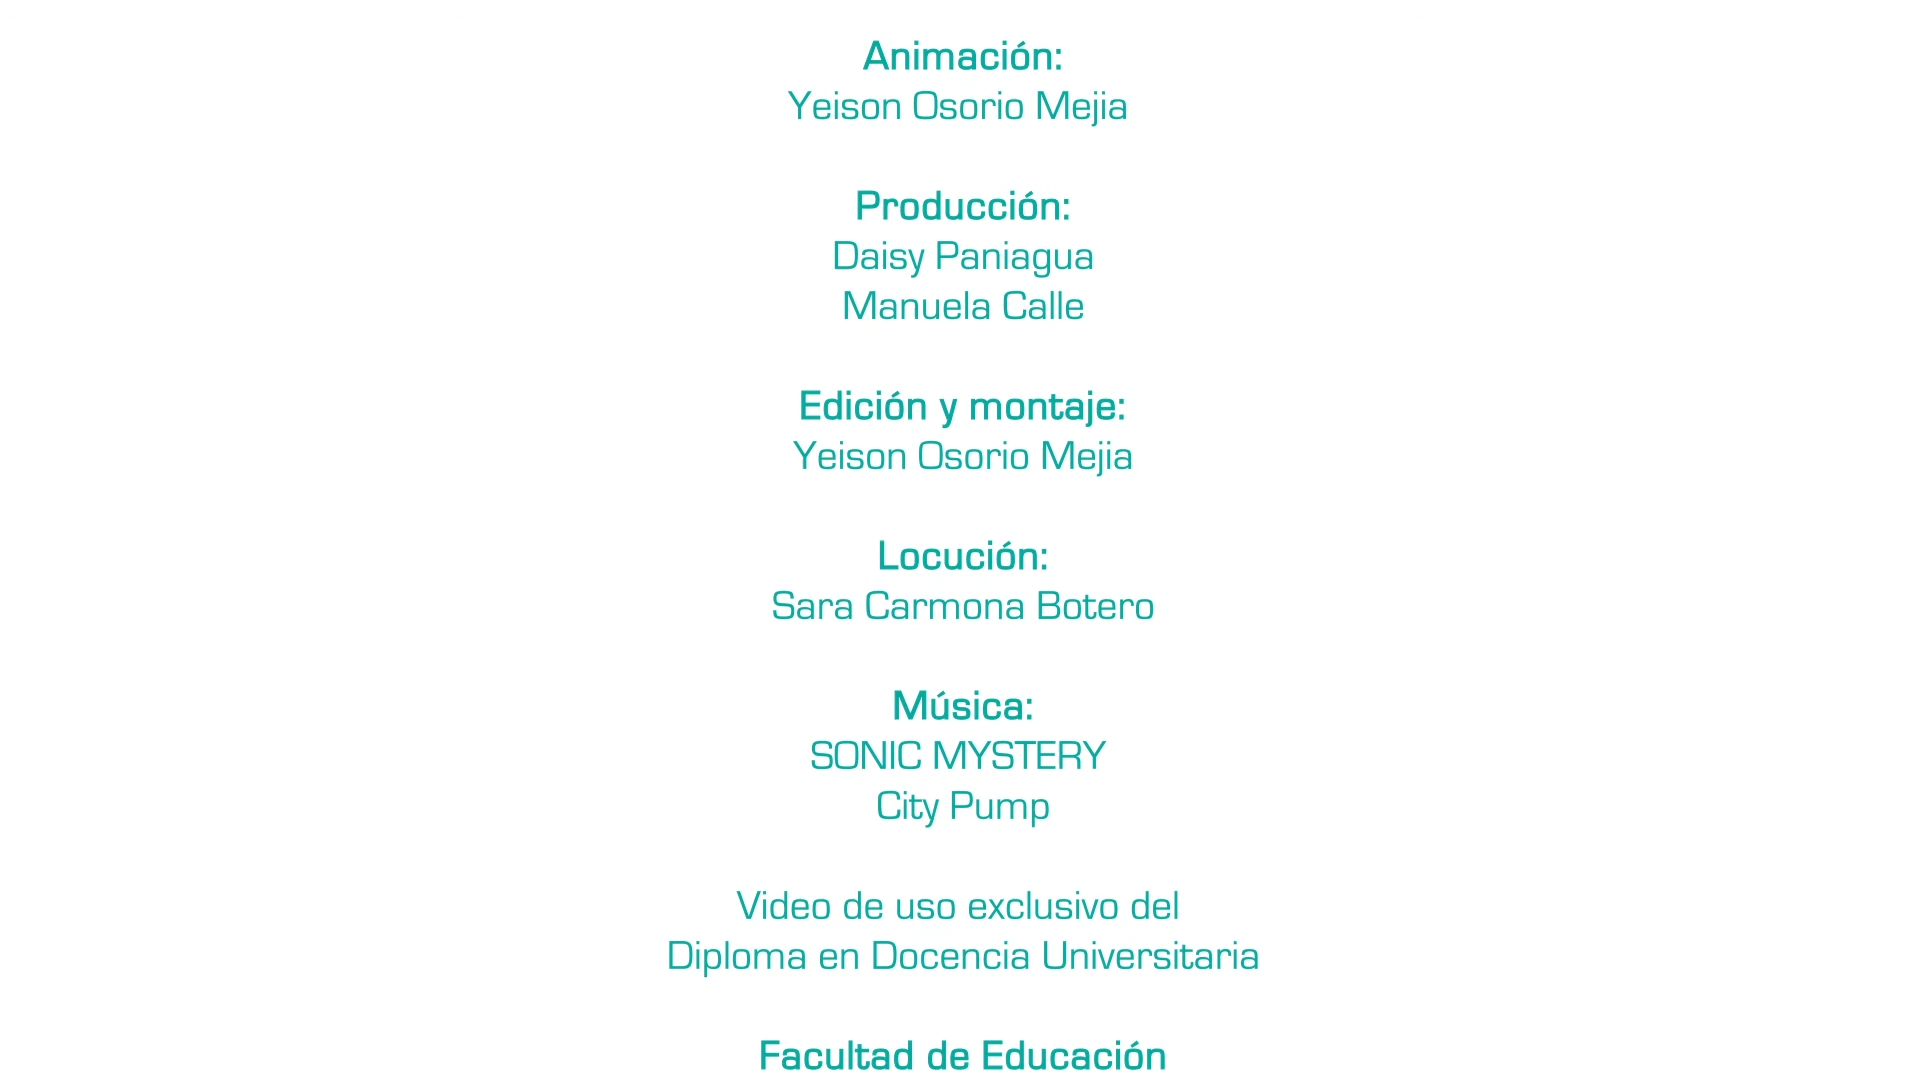 Animación:
Yeison Osorio Mejia
Producción:
Daisy Paniagua
Manuela Calle
Edición y montaje:
Yeison Osorio Mejia
Locución:
Sara Carmona Botero
Música:
SONIC MYSTERY
City Pump
Video de uso exclusivo del
Diploma en Docencia Universitaria
Facultad de Educación